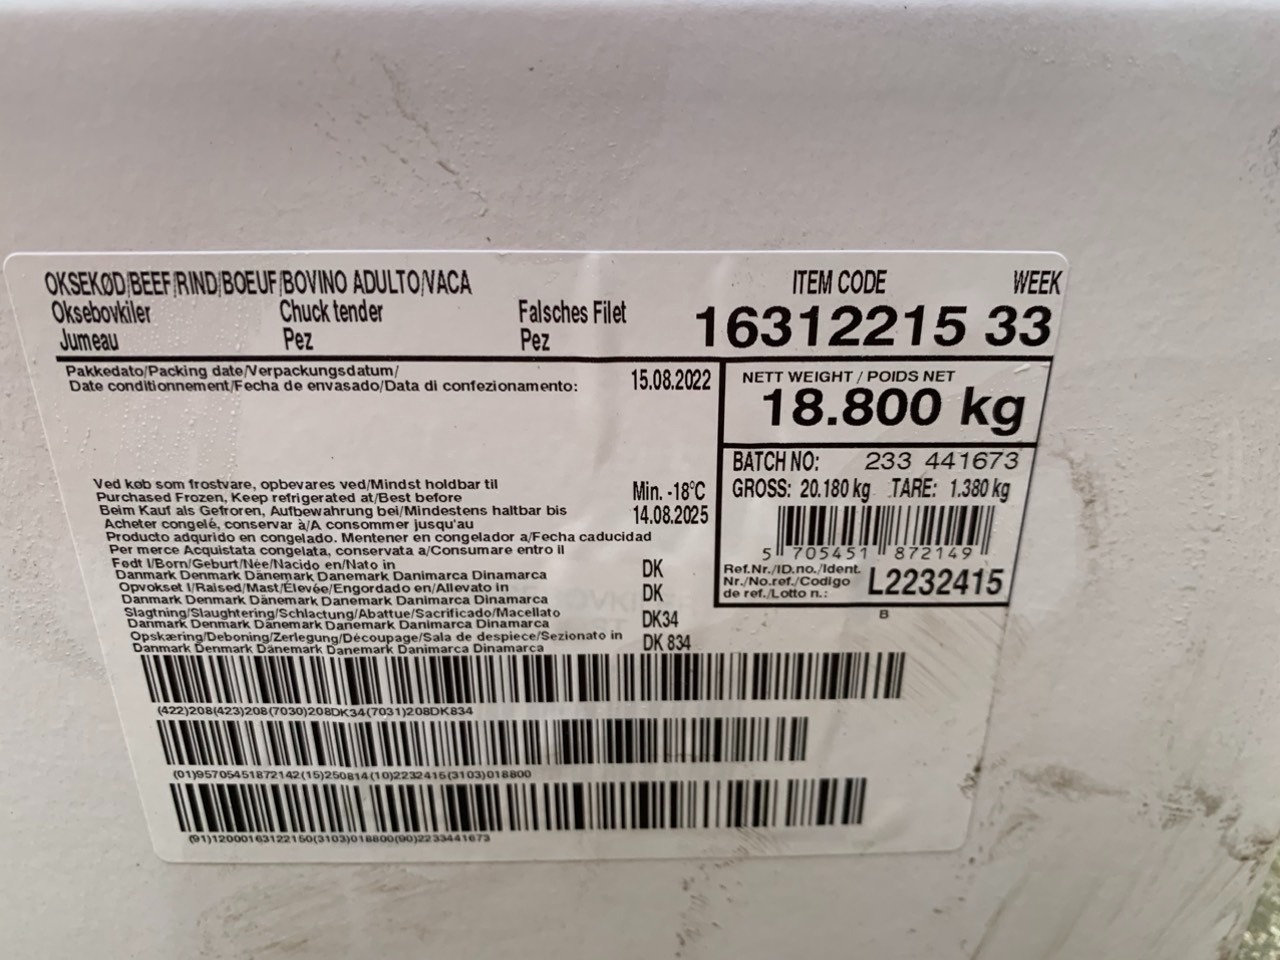 OKSEKØD/BEEF/RIND/BOEUF/BOVINO ADULTO/VACA
ITEM CODE WEEK
Oksebovkiler Chuck tender Falsches Filet
Jumeau Pez Pez
16312215 33
Pakkedato/Packing date/Verpackungsdatum/
Date conditionnement/Fecha de envasado/Data di confezionamento: 15.08.2022
NETT WEIGHT / POIDS NET
18.800 kg
BATCH NO: 233 441673
GROSS: 20.180 kg TARE: 1.380 kg
Ved køb som frostvare, opbevares ved/Mindst holdbar til
Purchased Frozen, Keep refrigerated at/Best before Min. -18°C
Beim Kauf als Gefroren, Aufbewahrung bei/Mindestens haltbar bis 14.08.2025
Acheter congelé, conservar à/A consommer jusqu'au
Producto adqurido en congelado. Mentener en congelador a/Fecha caducidad
Per merce Acquistata congelata, conservata a/Consumare entro il
5 705451 872149
Født I/Born/Geburt/Née/Nacido en/Nato in DK
Danmark Denmark Dänemark Danemark Danimarca Dinamarca
Opvokset I/Raised/Mast/Élevée/Engordado en/Allevato in DK
Danmark Denmark Dänemark Danemark Danimarca Dinamarca
Slagtning/Slaughtering/Schlactung/Abattue/Sacrificado/Macellato DK34
Danmark Denmark Dänemark Danemark Danimarca Dinamarca
Opskæring/Deboning/Zerlegung/Découpage/Sala de despiece/Sezionato in DK 834
Danmark Denmark Dänemark Danemark Danimarca Dinamarca
Ref.Nr./ID.no./Ident.
Nr./No.ref./Codigo
de ref./Lotto n.: L2232415
B
(422)208(423)208(7030)208DK34(7031)208DK834
(01)95705451872142(15)250814(10)2232415(3103)018800
(91)1200016312215​0(3103)018800(90)2233441673